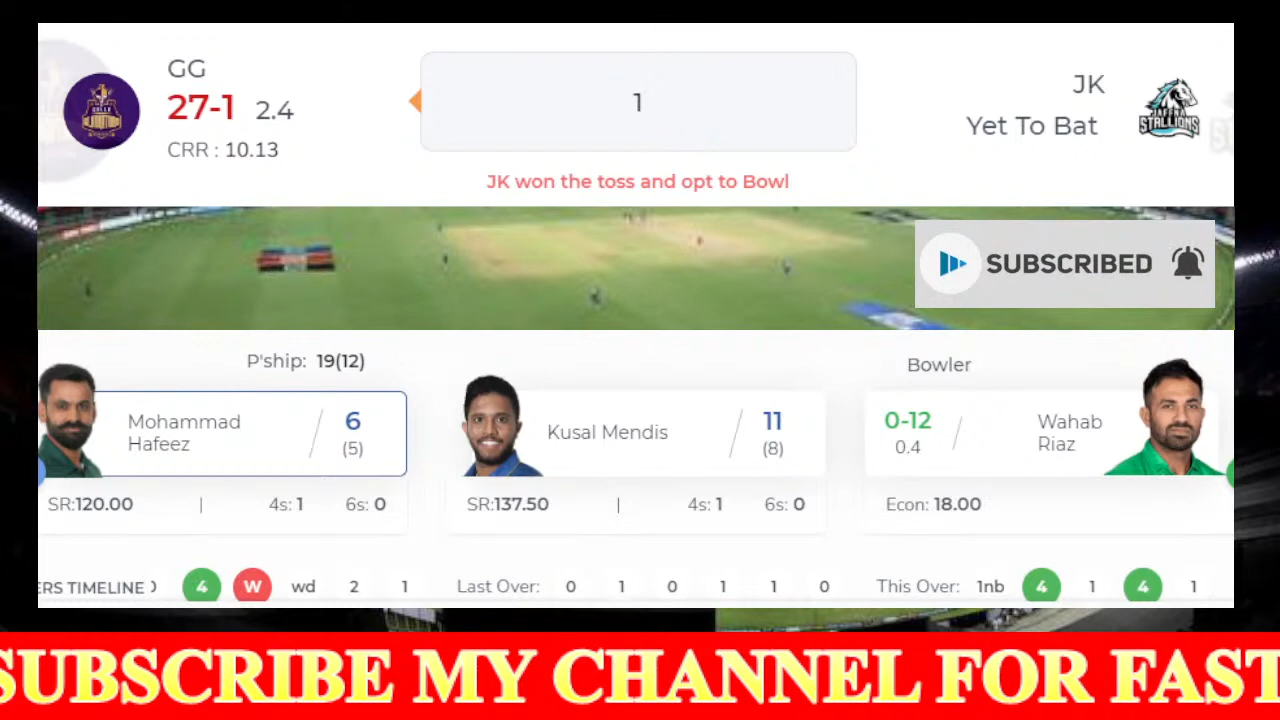 GG
27-1 2.4
CRR : 10.13
1
JK won the toss and opt to Bowl
JK
Yet To Bat
JAFFNA
STALLIONS
SUBSCRIBED
P'ship: 19(12)
Bowler
Mohammad
Hafeez
6
(5)
Kusal Mendis
11
(8)
0-12
0.4
Wahab
Riaz
SR:120.00 | 4s: 1 6s: 0
SR:137.50 | 4s: 1 6s: 0
Econ: 18.00
ERS TIMELINE 4 W wd 2 1 Last Over: 0 1 0 1 1 0 This Over: 1nb 4 1 4 1
SUBSCRIBE MY CHANNEL FOR FAST